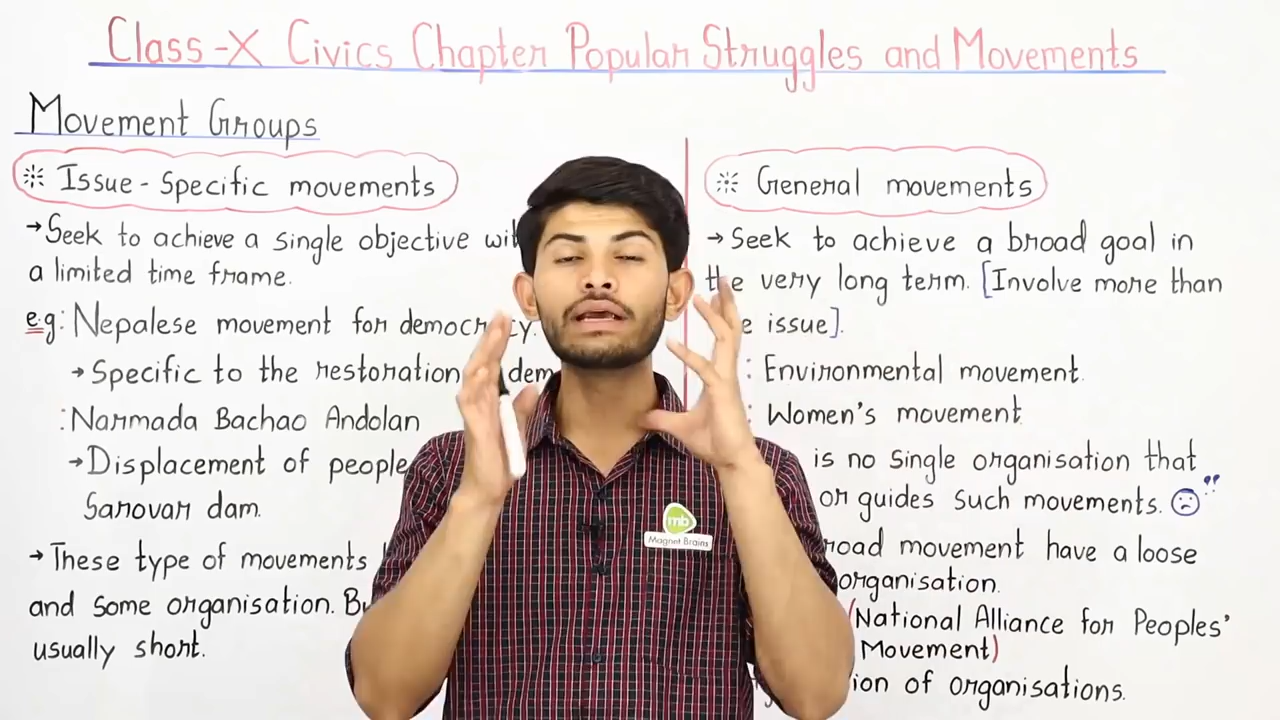 Class-X Civics Chapter Popular Struggles and Movements
Movement Groups
Issue-Specific movements
→Seek to achieve a single objective
a limited time frame.
e.g: Nepalese movement for democracy.
→Specific to the restoration
:Narmada Bachao Andolan
→Displacement of people
Sarovar dam.
→These type of movements
and some organisation.
usually short.
General movements
→Seek to achieve a broad goal in
the very long term. [Involve more than
issue].
: Environmental movement.
: Women's movement
is no single organisation that
or guides such movements.
movement have a loose
organisation.
(National Alliance for Peoples'
Movement)
of organisations.
mb
Magnet Brains